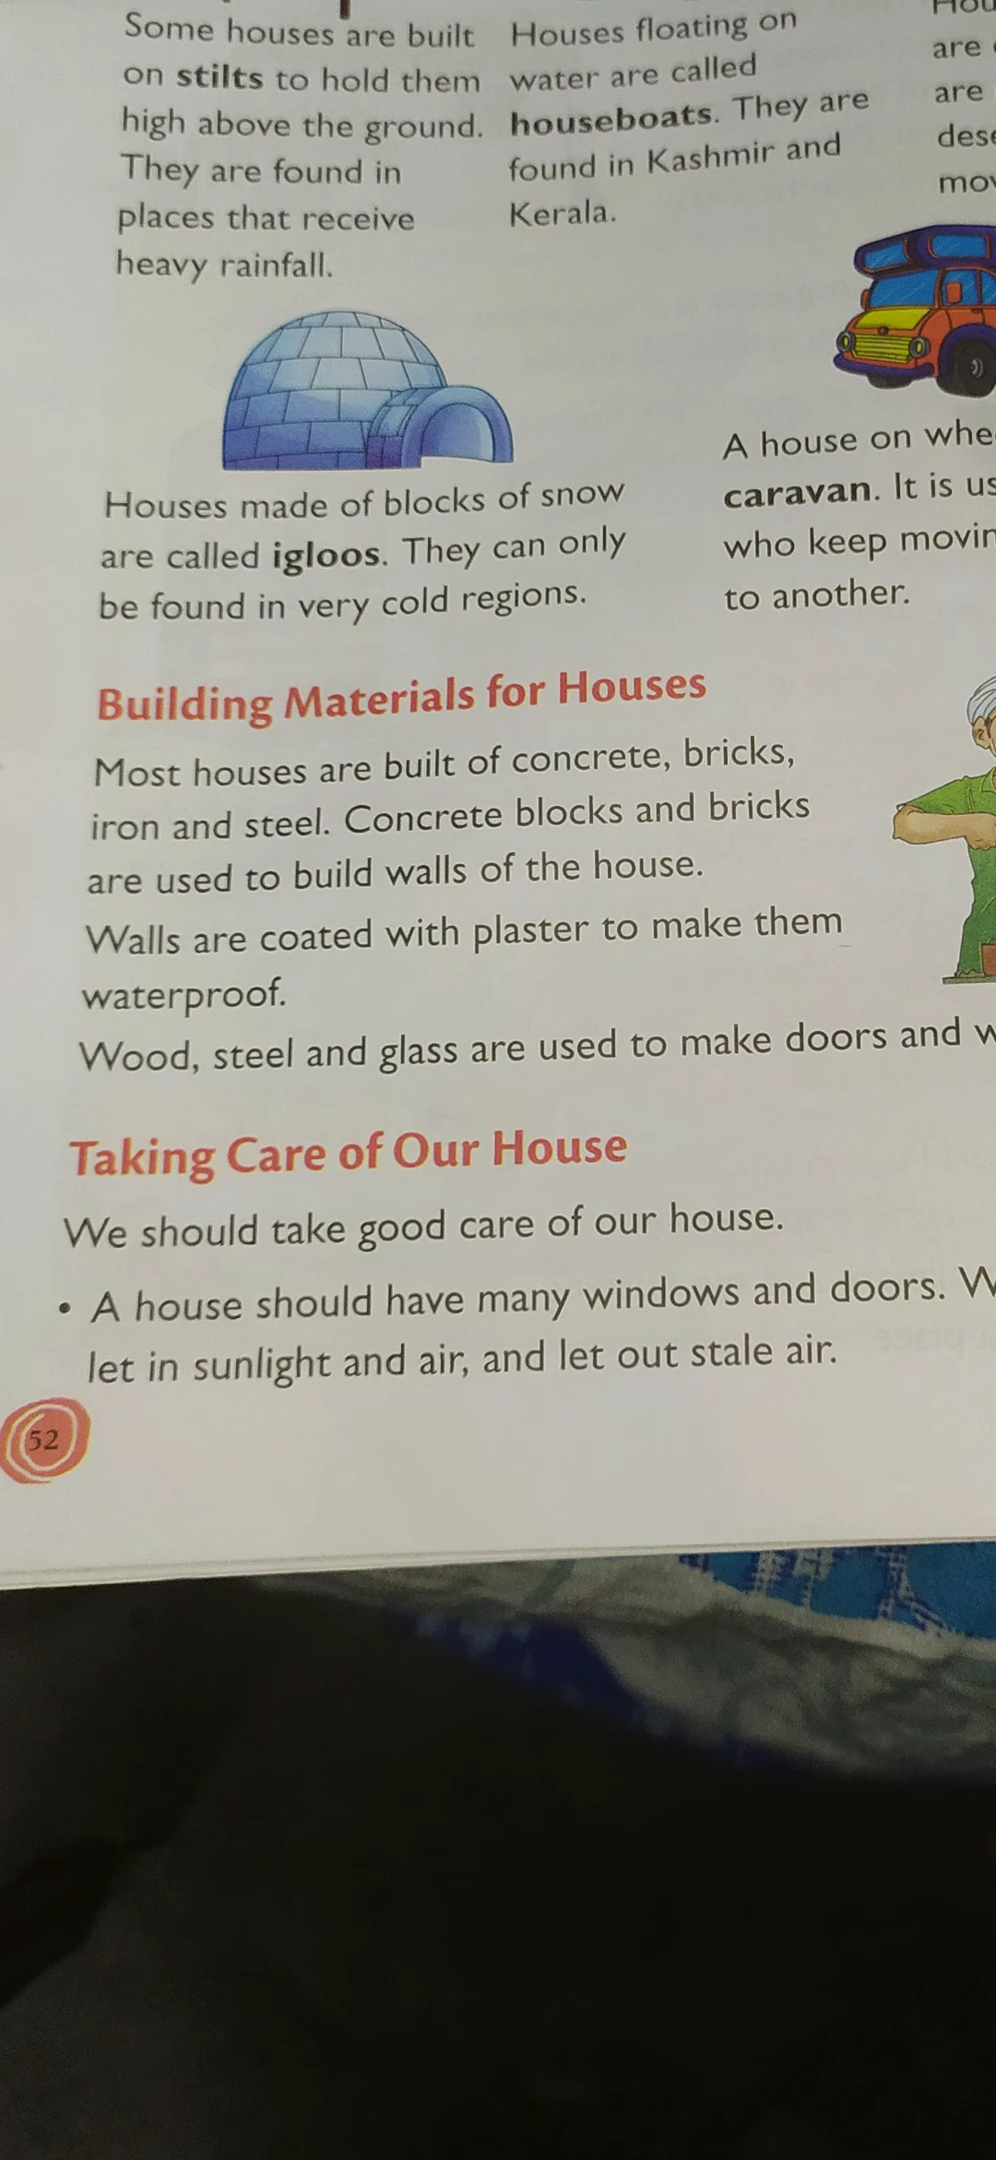 Some houses are built
on stilts to hold them
high above the ground.
They are found in
places that receive
heavy rainfall.
Houses floating on
water are called
houseboats. They are
found in Kashmir and
Kerala.
are
are
Houses made of blocks of snow
are called igloos. They can only
be found in very cold regions.
A house on
caravan. It is
who keep
to another.
Building Materials for Houses
Most houses are built of concrete, bricks,
iron and steel. Concrete blocks and bricks
are used to build walls of the house.
Walls are coated with plaster to make them
waterproof.
Wood, steel and glass are used to make doors and
Taking Care of Our House
We should take good care of our house.
• A house should have many windows and doors.
let in sunlight and air, and let out stale air.
52